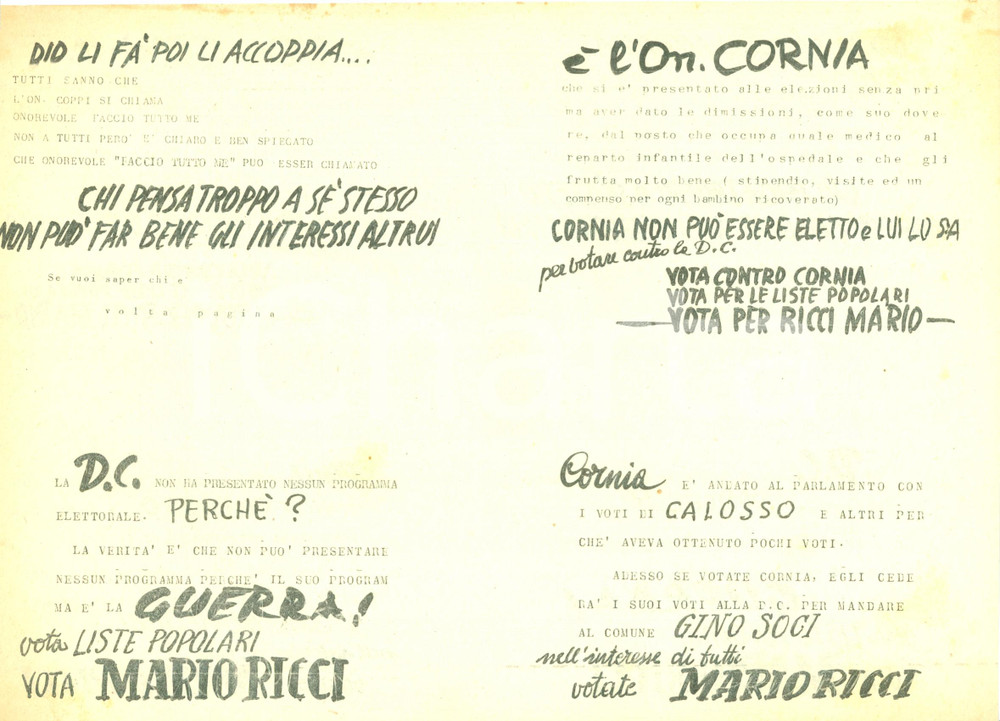 DIO LI FA' POI LI ACCOPPIA....
TUTTI SANNO CHE
L'ON. COPPI SI CHIAMA
ONOREVOLE FACCIO TUTTO ME
NON A TUTTI PERO' E' CHIARO E BEN SPIEGATO
CHE ONOREVOLE "FACCIO TUTTO ME" PUO' ESSER CHIAMATO
CHI PENSA TROPPO A SE' STESSO
NON PUO' FAR BENE GLI INTERESSI ALTRUI
Se vuoi saper chi e'
volta pagina
è l'On. CORNIA
che si e' presentato alle elezioni senza pri
ma aver dato le dimissioni, come suo dove
re, dal posto che occupa quale medico al
reparto infantile dell'ospedale e che gli
frutta molto bene ( stipendio, visite ed un
compenso per ogni bambino ricoverato)
CORNIA NON PUÒ ESSERE ELETTO e LUI LO SA
per votare contro la D.C.
VOTA CONTRO CORNIA
VOTA PER LE LISTE POPOLARI
— VOTA PER RICCI MARIO —
LA D.C. NON HA PRESENTATO NESSUN PROGRAMMA
ELETTORALE. PERCHÈ ?
LA VERITA' E' CHE NON PUO' PRESENTARE
NESSUN PROGRAMMA PERCHE' IL SUO PROGRAM
MA E' LA GUERRA!
vota LISTE POPOLARI
VOTA MARIO RICCI
Cornia E' ANDATO AL PARLAMENTO CON
I VOTI DI CALOSSO E ALTRI PER
CHE' AVEVA OTTENUTO POCHI VOTI.
ADESSO SE VOTATE CORNIA, EGLI CEDE
RA' I SUOI VOTI ALLA D.C. PER MANDARE
AL COMUNE GINO SOCI
nell'interesse di tutti
votate MARIO RICCI